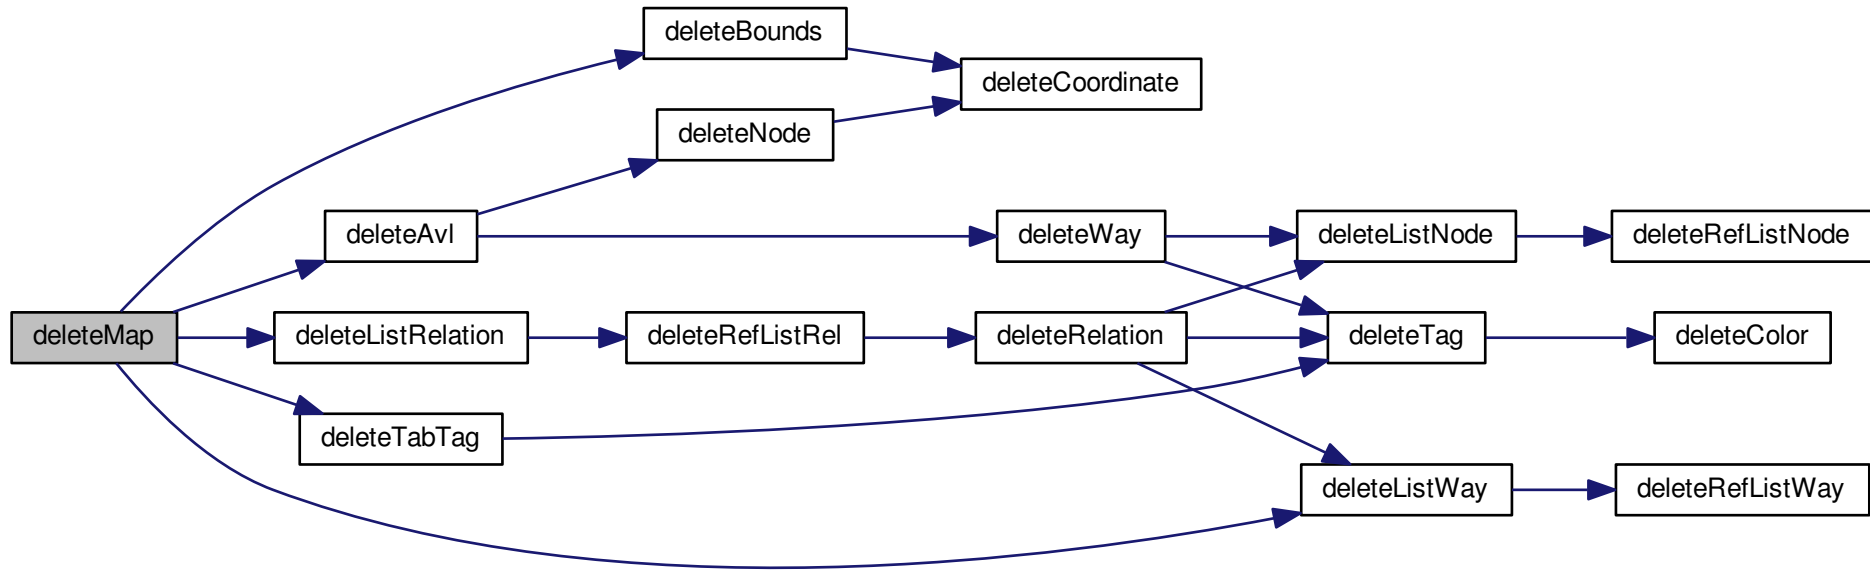 deleteBounds
deleteCoordinate
deleteNode
deleteAvl
deleteWay
deleteListNode
deleteRefListNode
deleteMap
deleteListRelation
deleteRefListRel
deleteRelation
deleteTag
deleteColor
deleteTabTag
deleteListWay
deleteRefListWay